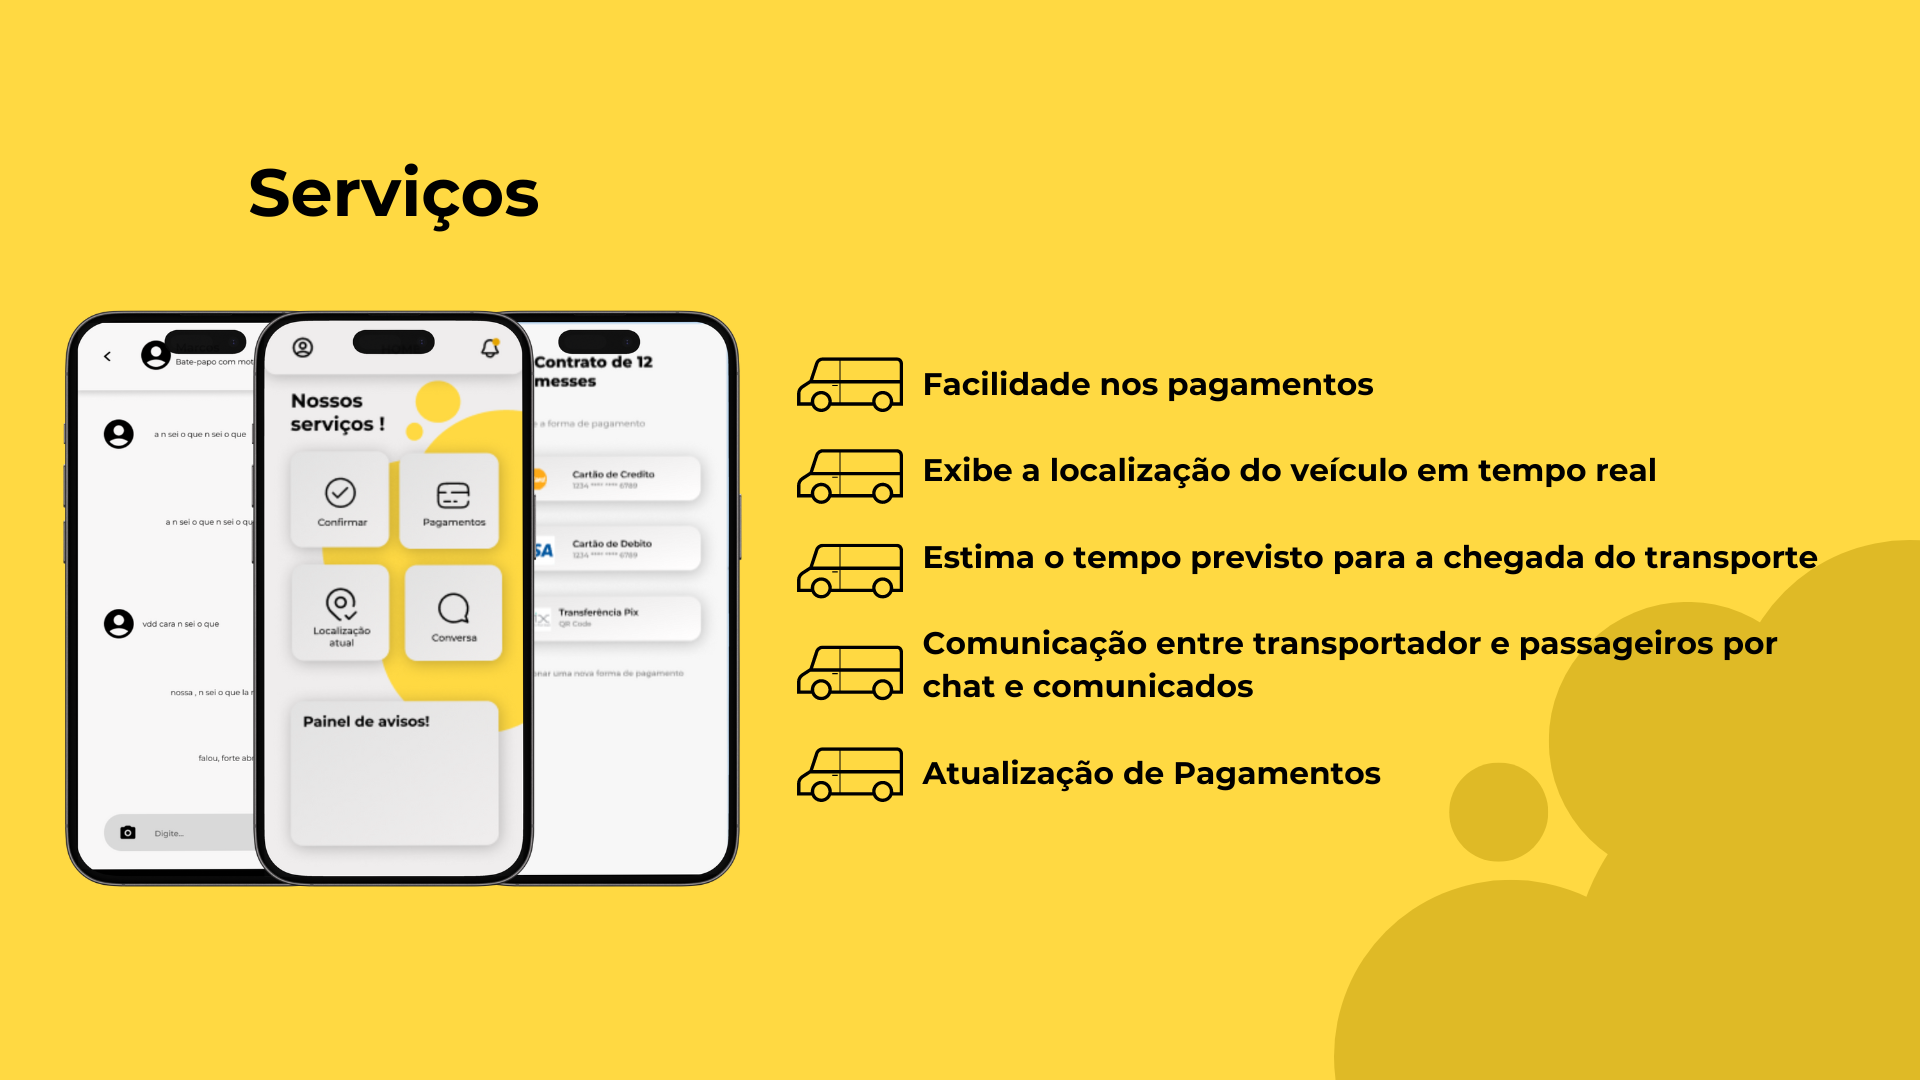 Serviços
Bate-papo com mot
a n sei o que n sei o que
a n sei o que n sei o qu
vdd cara n sei o que
nossa , n sei o que la
falou, forte abr
Digite...
Nossos
serviços !
Confirmar
Pagamentos
Localização
atual
Conversa
Painel de avisos!
Contrato de 12
messes
a forma de pagamento
Cartão de Credito
1234 **** **** 6789
SA
Cartão de Debito
1234 **** **** 6789
Transferência Pix
QR Code
onar uma nova forma de pagamento
Facilidade nos pagamentos
Exibe a localização do veículo em tempo real
Estima o tempo previsto para a chegada do transporte
Comunicação entre transportador e passageiros por
chat e comunicados
Atualização de Pagamentos